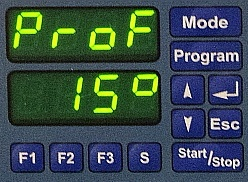 ProF
15°
Mode
Program
Esc
F1 F2 F3 S
Start/Stop